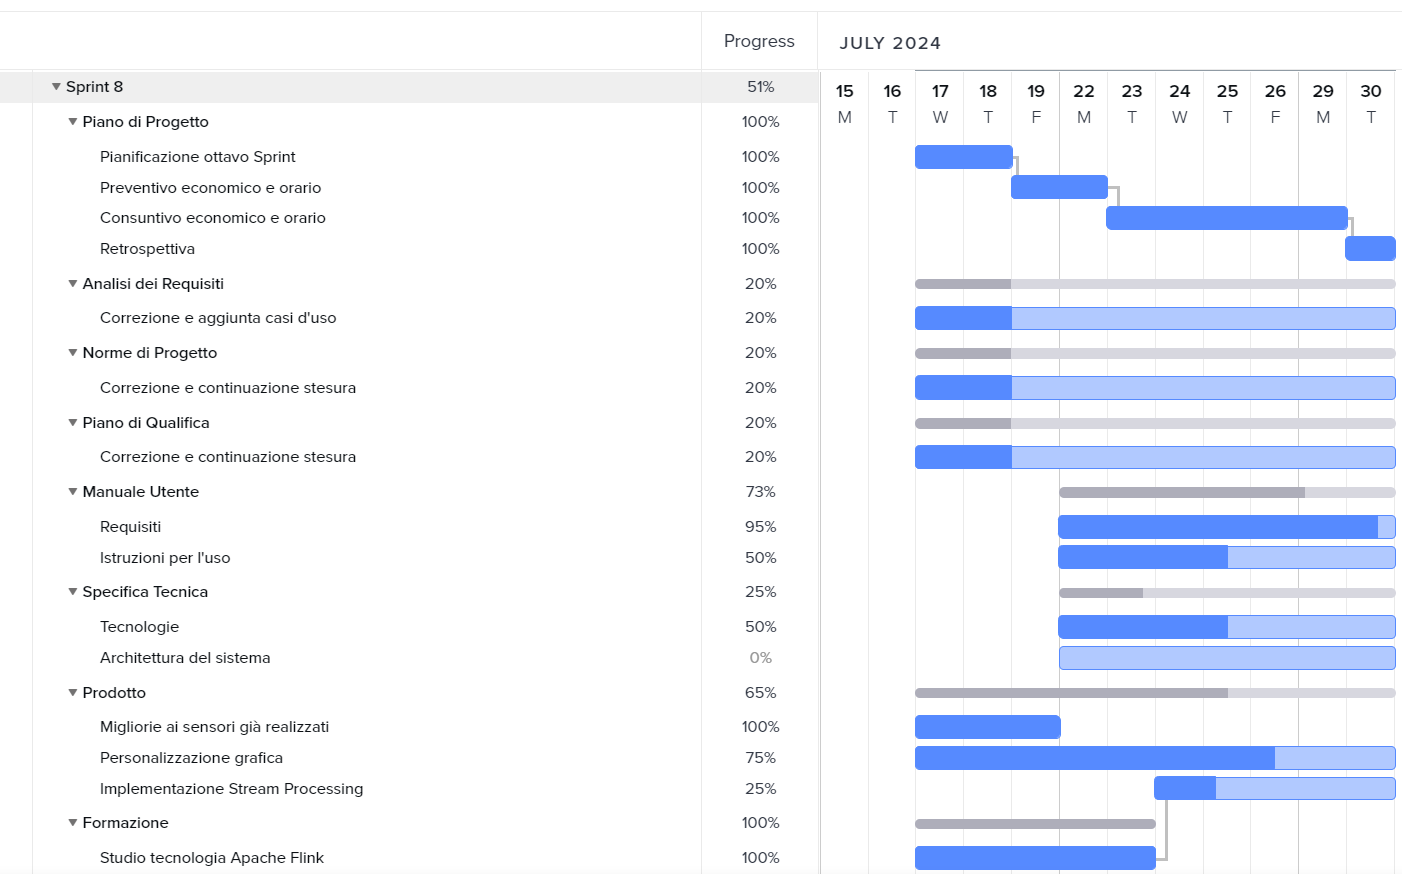 Progress JULY 2024
Sprint 8 51% 15 16 17 18 19 22 23 24 25 26 29 30
M T W T F M T W T F M T
Piano di Progetto 100%
Pianificazione ottavo Sprint 100%
Preventivo economico e orario 100%
Consuntivo economico e orario 100%
Retrospettiva 100%
Analisi dei Requisiti 20%
Correzione e aggiunta casi d'uso 20%
Norme di Progetto 20%
Correzione e continuazione stesura 20%
Piano di Qualifica 20%
Correzione e continuazione stesura 20%
Manuale Utente 73%
Requisiti 95%
Istruzioni per l'uso 50%
Specifica Tecnica 25%
Tecnologie 50%
Architettura del sistema 0%
Prodotto 65%
Migliorie ai sensori già realizzati 100%
Personalizzazione grafica 75%
Implementazione Stream Processing 25%
Formazione 100%
Studio tecnologia Apache Flink 100%